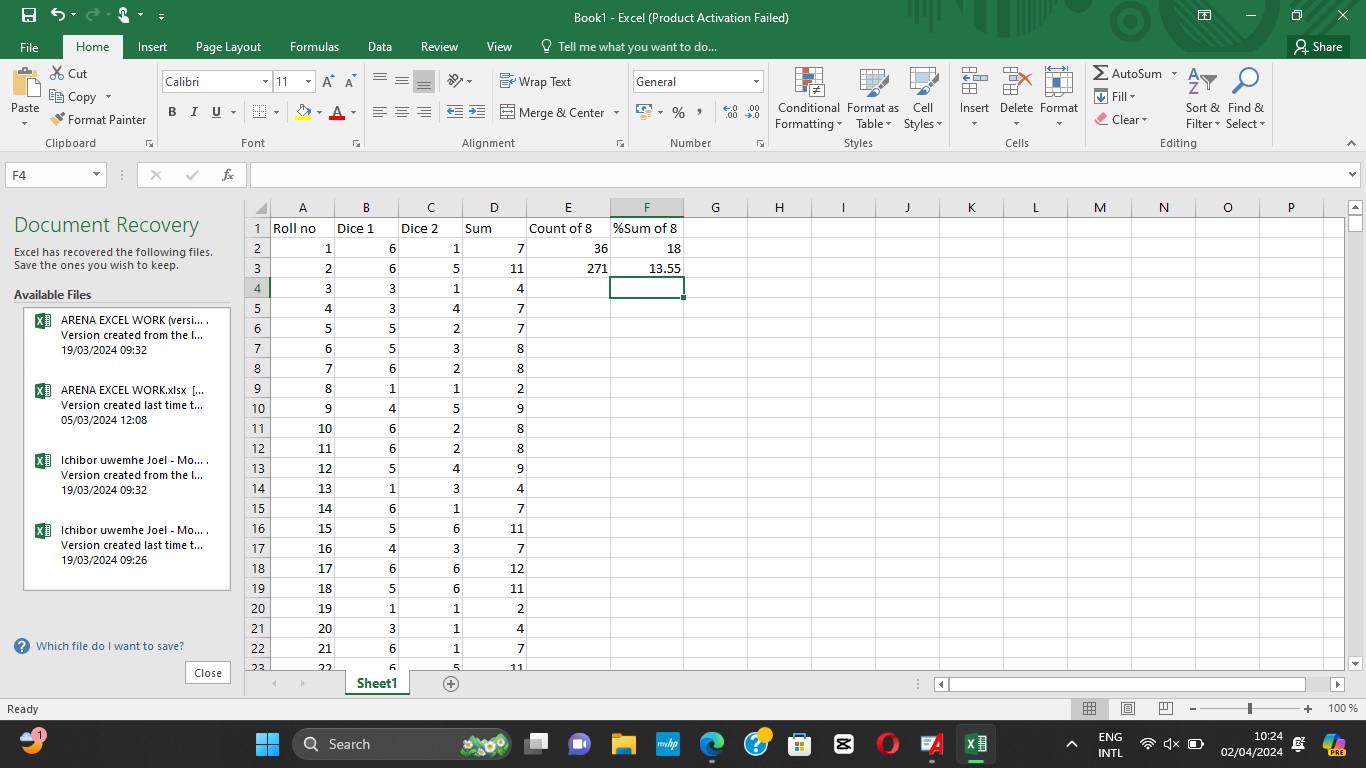 Book1 - Excel (Product Activation Failed)
File Home Insert Page Layout Formulas Data Review View Tell me what you want to do... Share
Paste Cut Copy Format Painter
Calibri 11 B I U A A A
Wrap Text Merge & Center
General % ,
Conditional Formatting Format as Table Cell Styles
Insert Delete Format
AutoSum Fill Clear Sort & Filter Find & Select
Clipboard Font Alignment Number Styles Cells Editing
F4 fx
Document Recovery
Excel has recovered the following files.
Save the ones you wish to keep.
Available Files
ARENA EXCEL WORK (versi... .
Version created from the l...
19/03/2024 09:32
ARENA EXCEL WORK.xlsx [...
Version created last time t...
05/03/2024 12:08
Ichibor uwemhe Joel - Mo... .
Version created from the l...
19/03/2024 09:32
Ichibor uwemhe Joel - Mo... .
Version created last time t...
19/03/2024 09:26
Which file do I want to save?
Close
A B C D E F G H I J K L M N O P
1 Roll no Dice 1 Dice 2 Sum Count of 8 %Sum of 8
2 1 6 1 7 36 18
3 2 6 5 11 271 13.55
4 3 3 1 4
5 4 3 4 7
6 5 5 2 7
7 6 5 3 8
8 7 6 2 8
9 8 1 1 2
10 9 4 5 9
11 10 6 2 8
12 11 6 2 8
13 12 5 4 9
14 13 1 3 4
15 14 6 1 7
16 15 5 6 11
17 16 4 3 7
18 17 6 6 12
19 18 5 6 11
20 19 1 1 2
21 20 3 1 4
22 21 6 1 7
23 22 6 5 11
Sheet1
Ready 100 %
1 Search myhp ENG INTL 10:24 02/04/2024 PRE